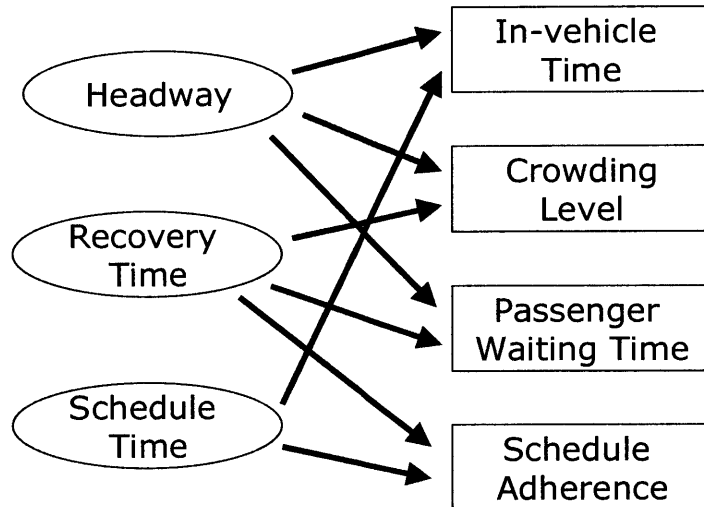 Headway
Recovery
Time
Schedule
Time
In-vehicle
Time
Crowding
Level
Passenger
Waiting Time
Schedule
Adherence